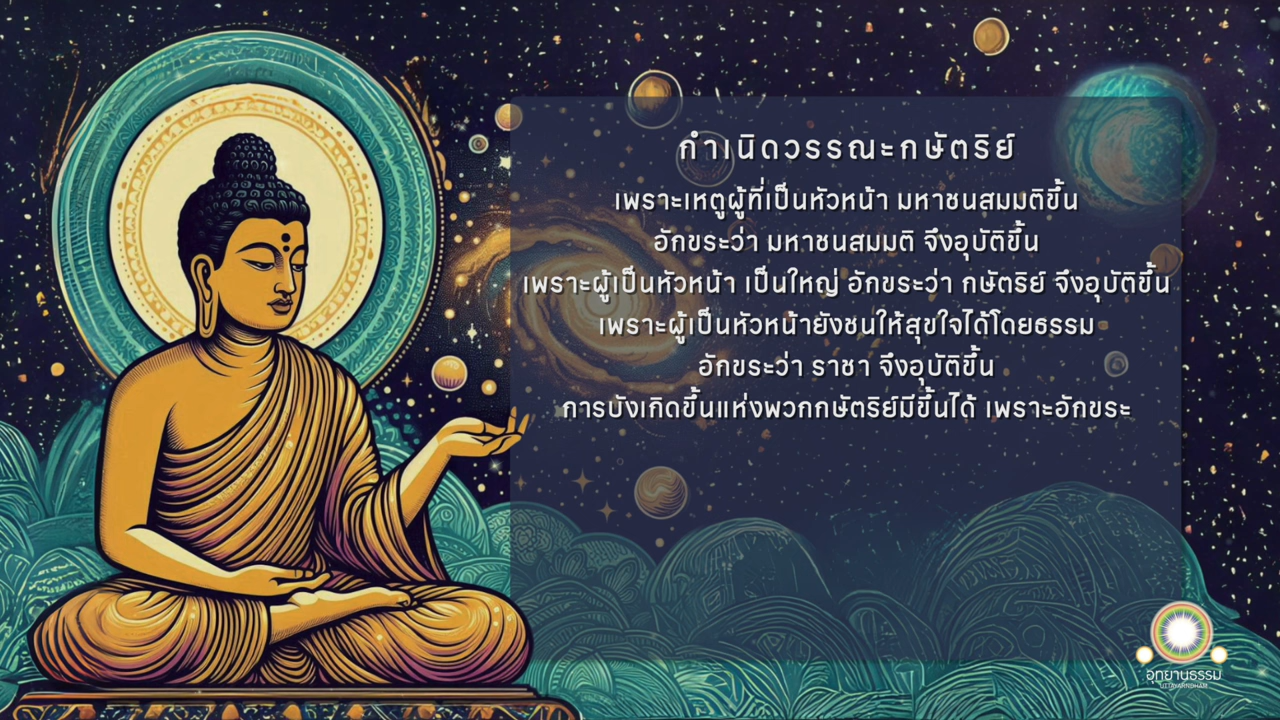 กำเนิดวรรณะกษัตริย์
เพราะเหตุผู้ที่เป็นหัวหน้า มหาชนสมมติขึ้น
อักขระว่า มหาชนสมมติ จึงอุบัติขึ้น
เพราะผู้เป็นหัวหน้า เป็นใหญ่ อักขระว่า กษัตริย์ จึงอุบัติขึ้น
เพราะผู้เป็นหัวหน้ายังชนให้สุขใจได้โดยธรรม
อักขระว่า ราชา จึงอุบัติขึ้น
การบังเกิดขึ้นแห่งพวกกษัตริย์มีขึ้นได้ เพราะอักขระ
อุทยานธรรม
UTTAYARNDHAM